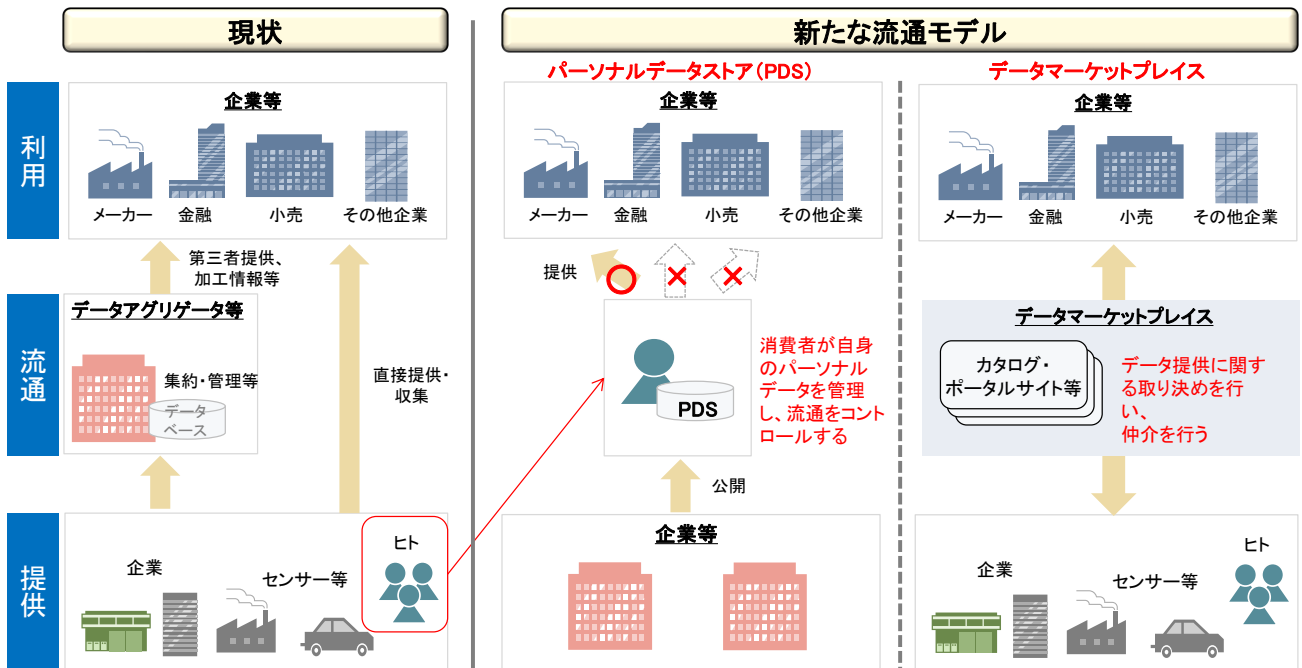 現状
新たな流通モデル
パーソナルデータストア(PDS)
データマーケットプレイス
利用
企業等
メーカー
金融
小売
その他企業
企業等
メーカー
金融
小売
その他企業
企業等
メーカー
金融
小売
その他企業
第三者提供、
加工情報等
提供
流通
データアグリゲータ等
集約・管理等
データ
ベース
直接提供・
収集
PDS
消費者が自身
のパーソナル
データを管理
し、流通をコント
ロールする
公開
データマーケットプレイス
カタログ・
ポータルサイト等
データ提供に関す
る取り決めを行
い、
仲介を行う
提供
企業
センサー等
ヒト
企業等
企業
センサー等
ヒト